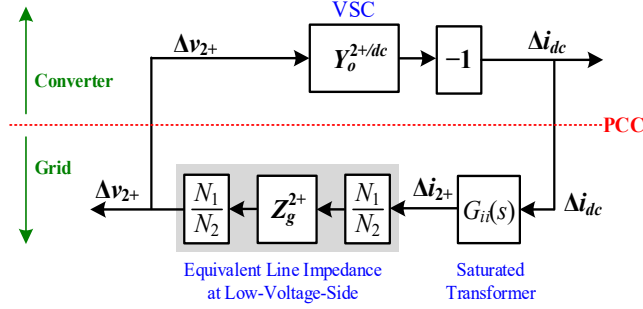 VSC
Δv2+
Yo2+/dc
−1
Δidc
Converter
PCC
Grid
Δv2+
N1
N2
Zg2+
N1
N2
Δi2+
Gii(s)
Δidc
Equivalent Line Impedance
at Low-Voltage-Side
Saturated
Transformer